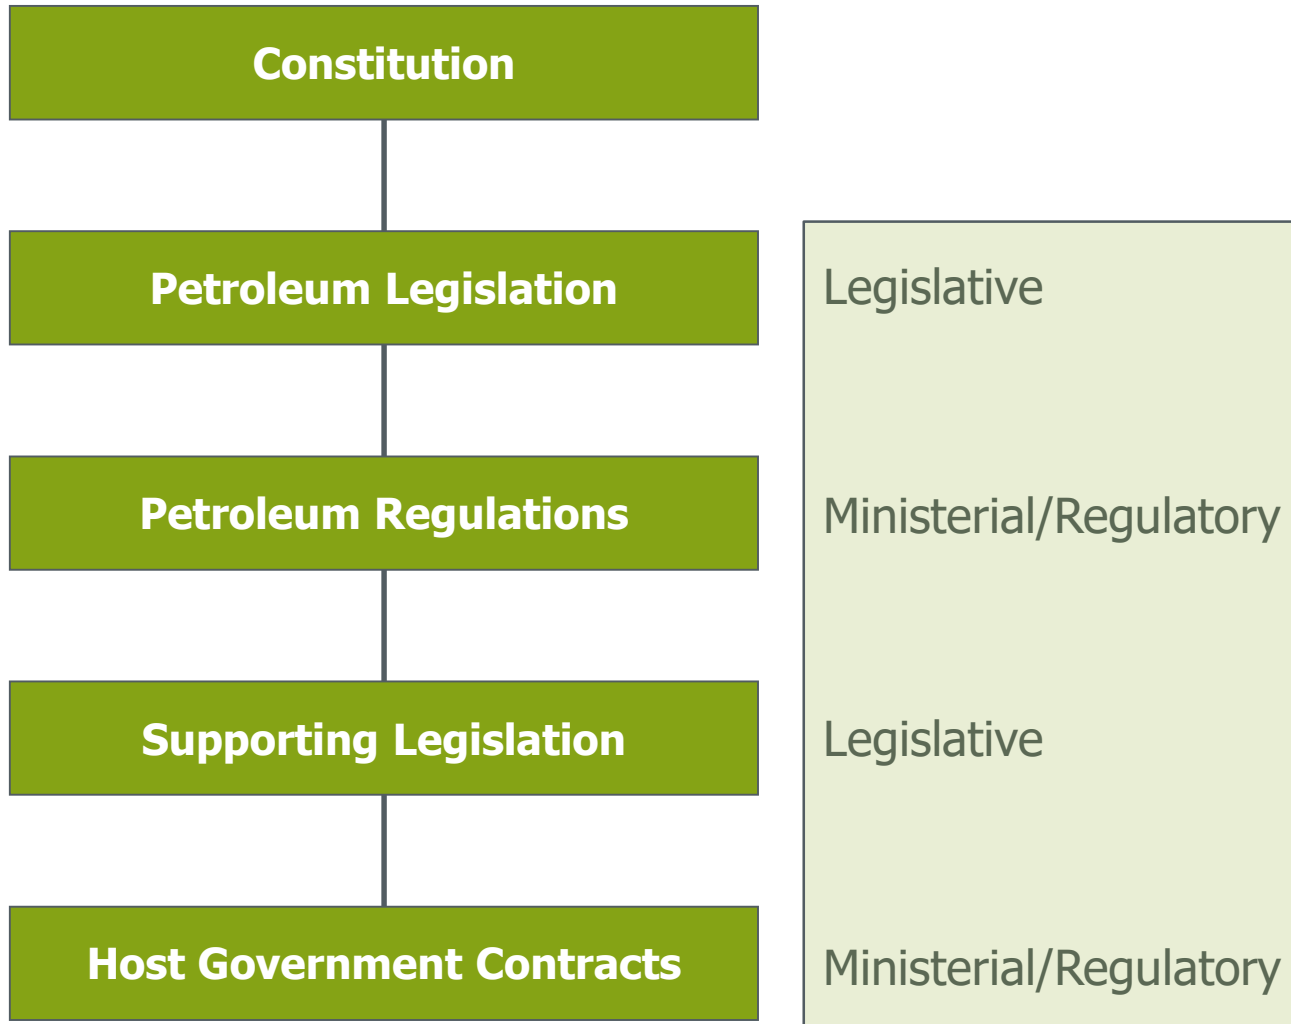 Constitution
Petroleum Legislation
Legislative
Petroleum Regulations
Ministerial/Regulatory
Supporting Legislation
Legislative
Host Government Contracts
Ministerial/Regulatory